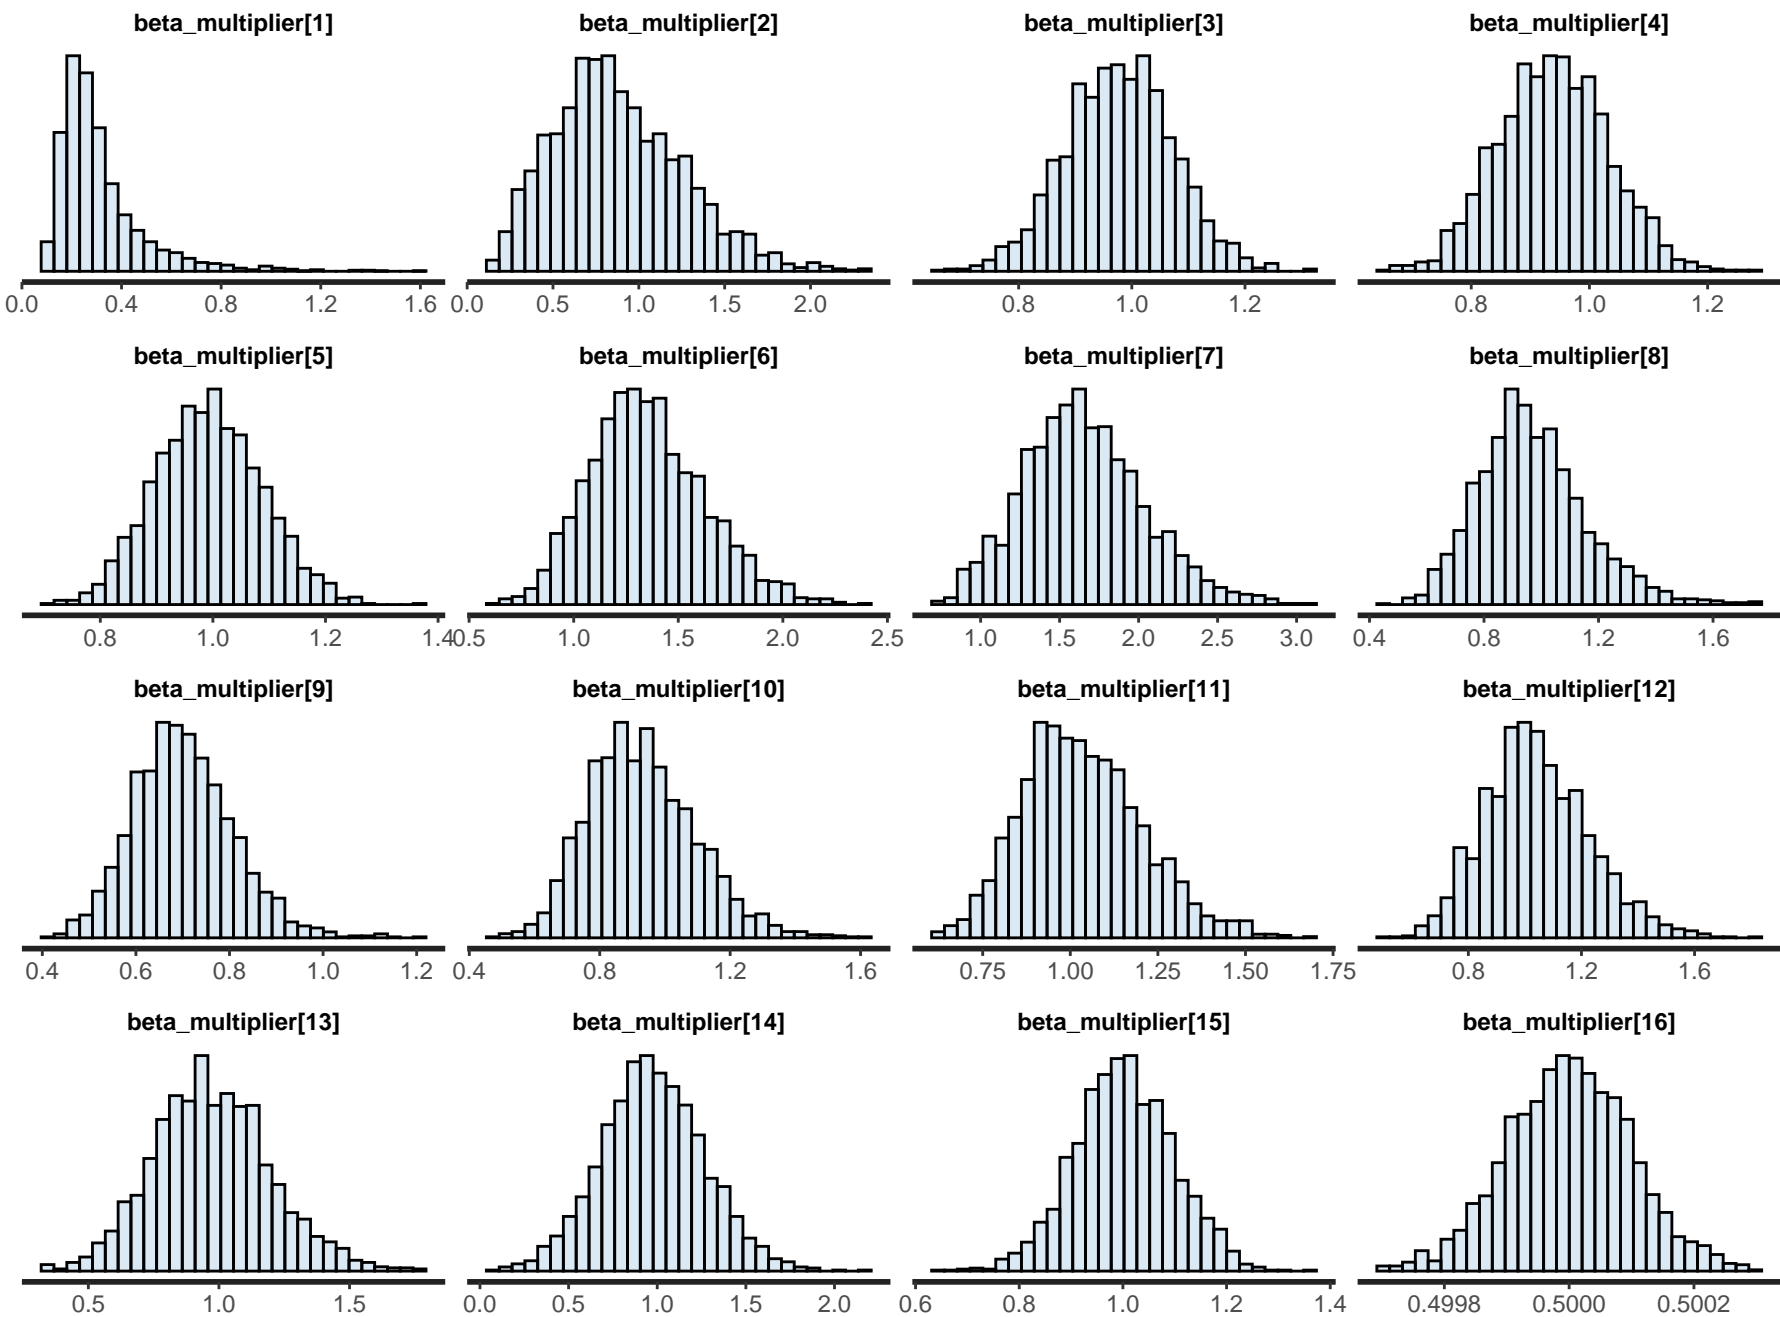 beta_multiplier[1] beta_multiplier[2] beta_multiplier[3] beta_multiplier[4]
0.0 0.4 0.8 1.2 1.6 0.0 0.5 1.0 1.5 2.0 0.8 1.0 1.2 0.8 1.0 1.2
beta_multiplier[5] beta_multiplier[6] beta_multiplier[7] beta_multiplier[8]
0.8 1.0 1.2 1.4 0.5 1.0 1.5 2.0 2.5 1.0 1.5 2.0 2.5 3.0 0.4 0.8 1.2 1.6
beta_multiplier[9] beta_multiplier[10] beta_multiplier[11] beta_multiplier[12]
0.4 0.6 0.8 1.0 1.2 0.4 0.8 1.2 1.6 0.75 1.00 1.25 1.50 1.75 0.8 1.2 1.6
beta_multiplier[13] beta_multiplier[14] beta_multiplier[15] beta_multiplier[16]
0.5 1.0 1.5 0.0 0.5 1.0 1.5 2.0 0.6 0.8 1.0 1.2 1.4 0.4998 0.5000 0.5002